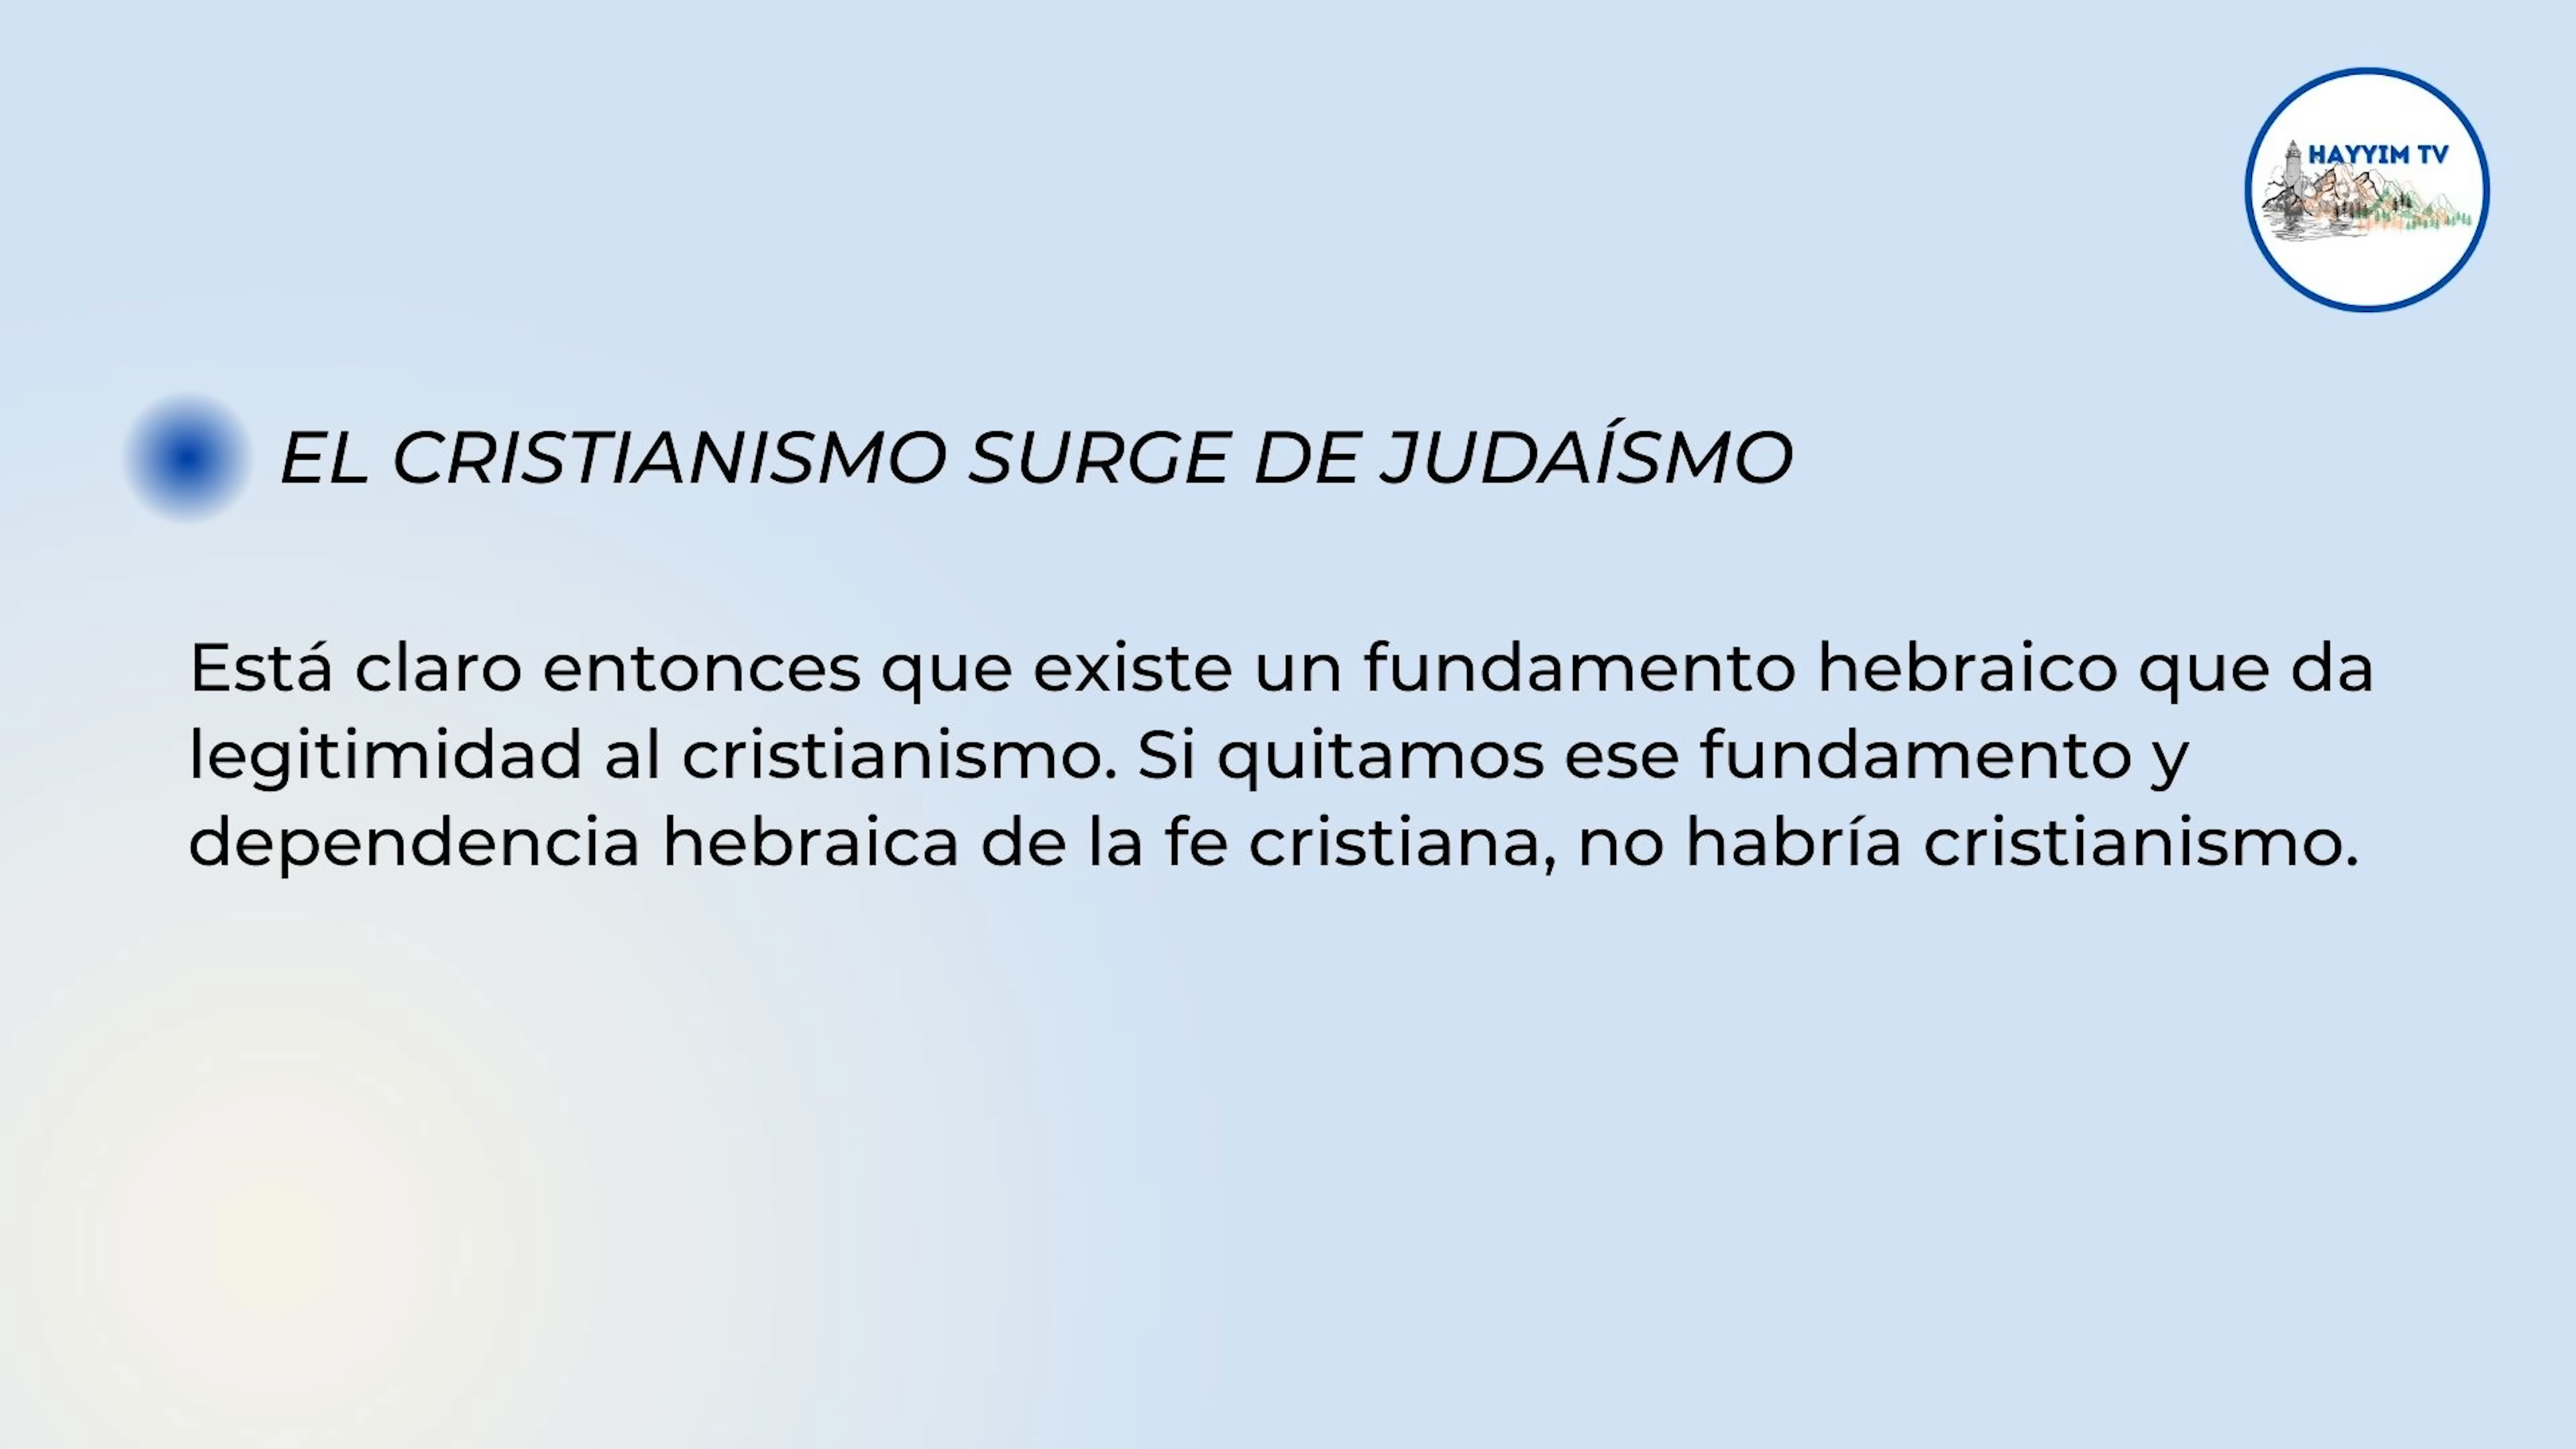 HAYYIM TV
EL CRISTIANISMO SURGE DE JUDAÍSMO
Está claro entonces que existe un fundamento hebraico que da
legitimidad al cristianismo. Si quitamos ese fundamento y
dependencia hebraica de la fe cristiana, no habría cristianismo.